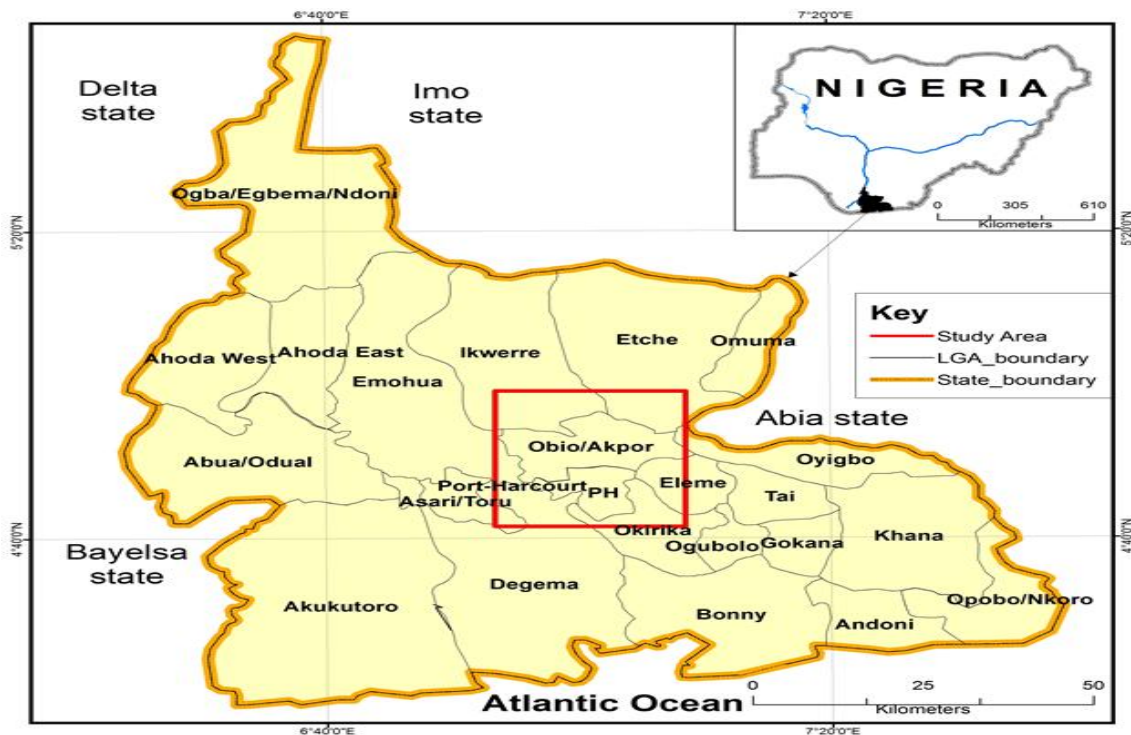 6°40'0"E
7°20'0"E
Delta
state
Imo
state
NIGERIA
0 305 610
Kilometers
Ogba/Egbema/Ndoni
5°20'0"N
5°20'0"N
Key
Study Area
LGA_boundary
State_boundary
Ahoda West
Ahoda East
Emohua
Ikwerre
Etche
Omuma
Abia state
Abua/Odual
Obio/Akpor
Oyigbo
Port-Harcourt
PH
Eleme
Tai
Asari/Toru
Okirika
Ogubolo
Gokana
Khana
4°40'0"N
4°40'0"N
Bayelsa
state
Akukutoro
Degema
Bonny
Andoni
Opobo/Nkoro
Atlantic Ocean
0 25 50
Kilometers
6°40'0"E
7°20'0"E